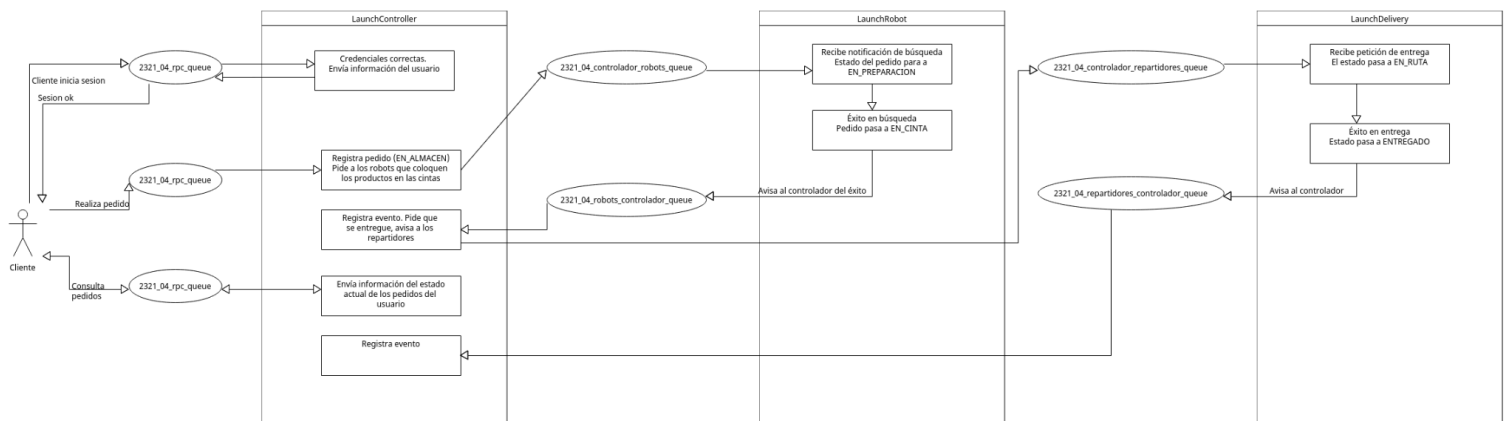 LaunchController
LaunchRobot
LaunchDelivery
2321_04_rpc_queue
Credenciales correctas.
Envía información del usuario
Cliente inicia sesion
Sesion ok
2321_04_controlador_robots_queue
Recibe notificación de búsqueda
Estado del pedido para a
EN_PREPARACION
2321_04_controlador_repartidores_queue
Recibe petición de entrega
El estado pasa a EN_RUTA
Éxito en búsqueda
Pedido pasa a EN_CINTA
Éxito en entrega
Estado pasa a ENTREGADO
2321_04_rpc_queue
Registra pedido (EN_ALMACEN)
Pide a los robots que coloquen
los productos en las cintas
Realiza pedido
2321_04_robots_controlador_queue
Avisa al controlador del éxito
2321_04_repartidores_controlador_queue
Avisa al controlador
Registra evento. Pide que
se entregue, avisa a los
repartidores
Cliente
Consulta
pedidos
2321_04_rpc_queue
Envía información del estado
actual de los pedidos del
usuario
Registra evento